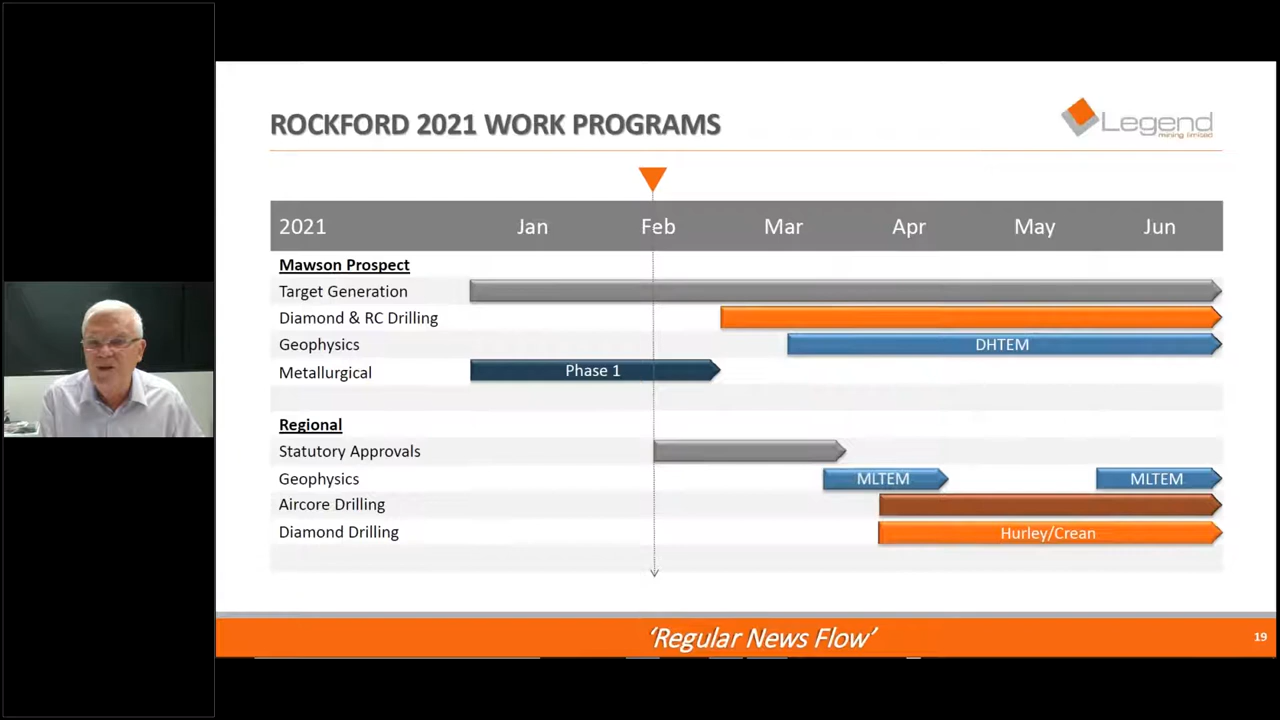 ROCKFORD 2021 WORK PROGRAMS
Legend
mining limited
2021 Jan Feb Mar Apr May Jun
Mawson Prospect
Target Generation
Diamond & RC Drilling
Geophysics DHTEM
Metallurgical Phase 1
Regional
Statutory Approvals
Geophysics MLTEM MLTEM
Aircore Drilling
Diamond Drilling Hurley/Crean
‘Regular News Flow’
19